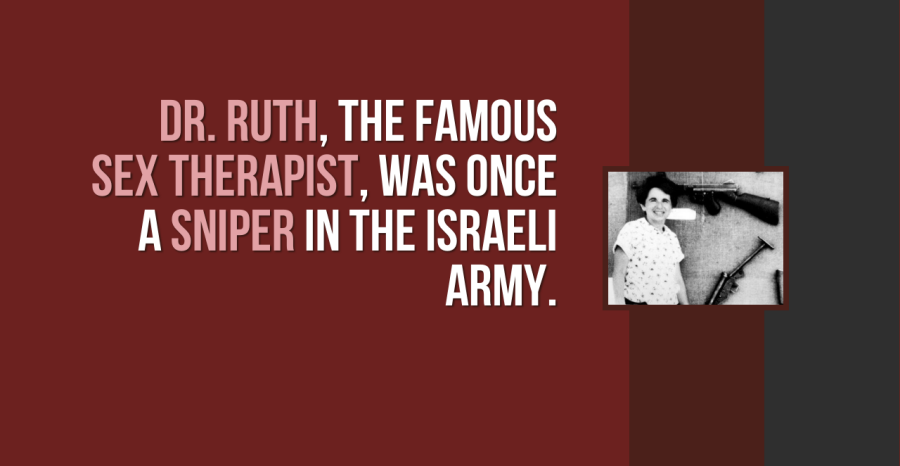 DR. RUTH, THE FAMOUS
SEX THERAPIST, WAS ONCE
A SNIPER IN THE ISRAELI
ARMY.